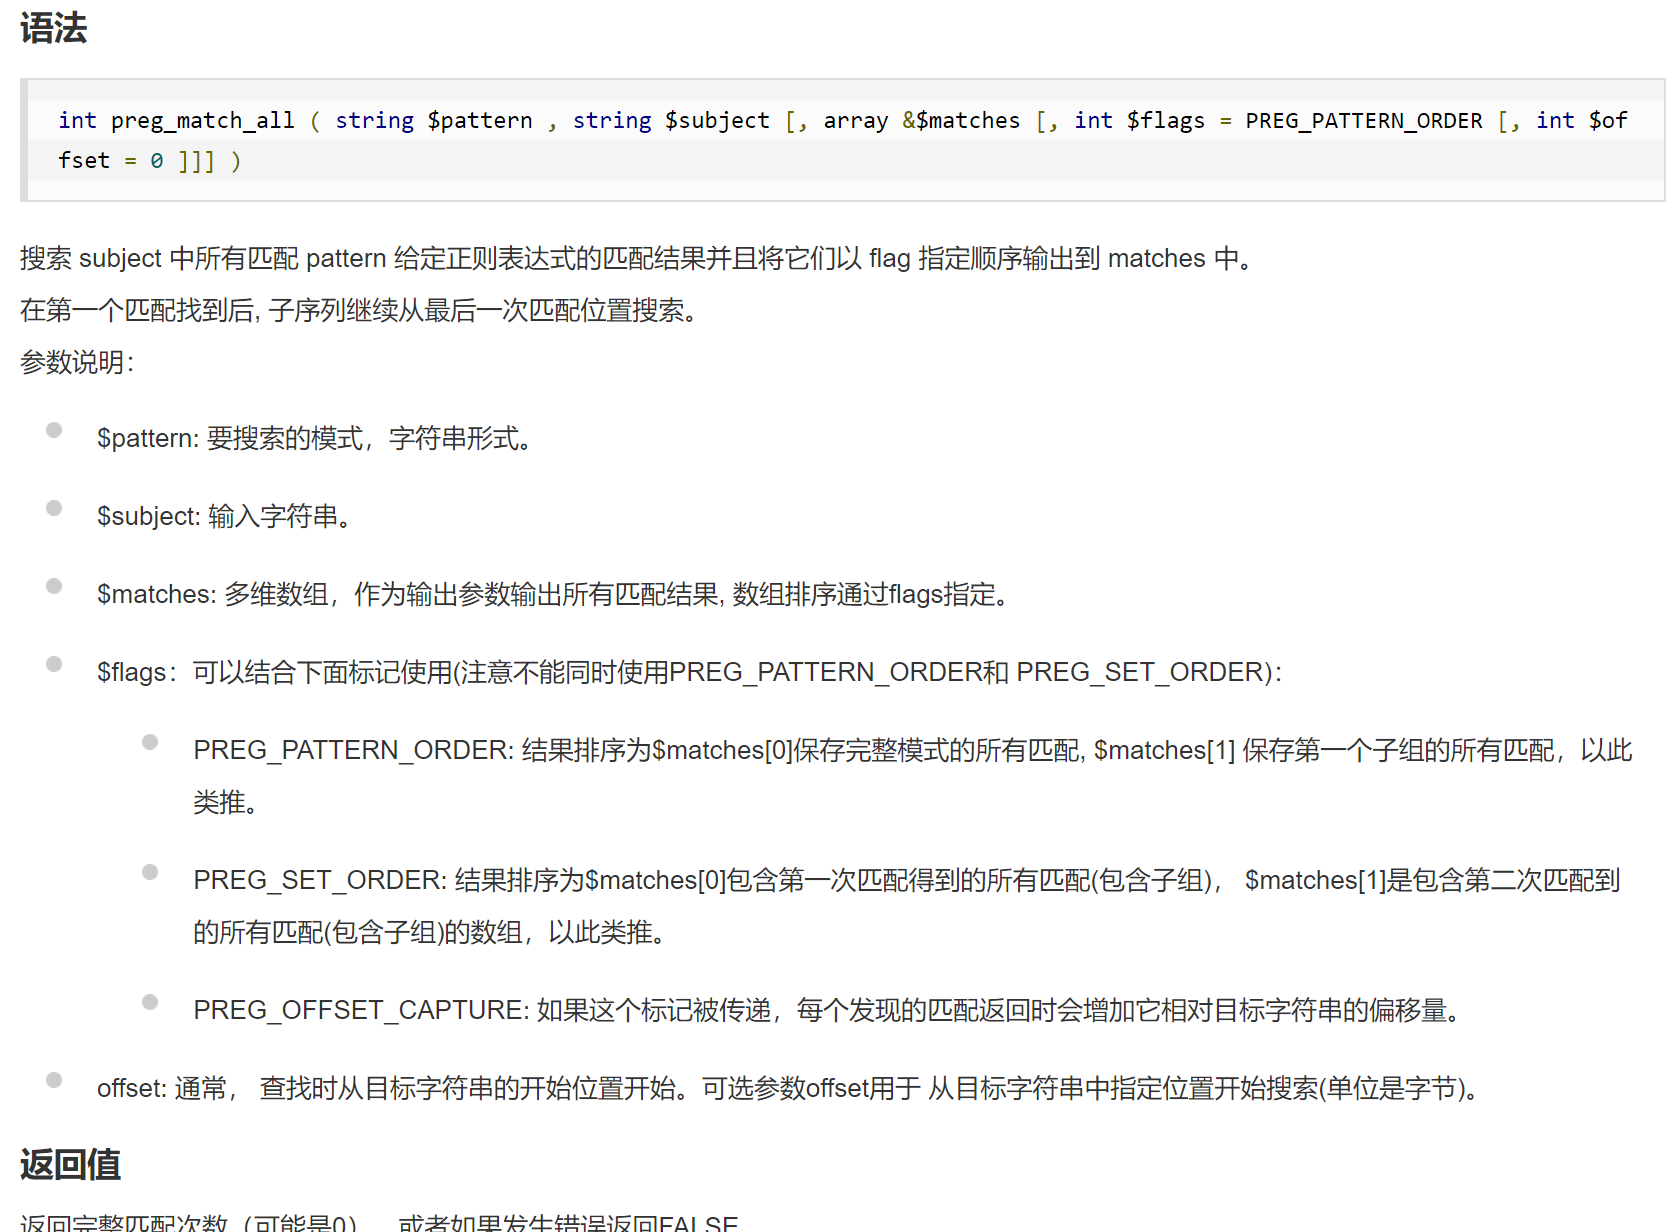 语法
int preg_match_all ( string $pattern , string $subject [, array &$matches [, int $flags = PREG_PATTERN_ORDER [, int $of
fset = 0 ]]] )
搜索 subject 中所有匹配 pattern 给定正则表达式的匹配结果并且将它们以 flag 指定顺序输出到 matches 中。
在第一个匹配找到后, 子序列继续从最后一次匹配位置搜索。
参数说明：
$pattern: 要搜索的模式，字符串形式。
$subject: 输入字符串。
$matches: 多维数组，作为输出参数输出所有匹配结果, 数组排序通过flags指定。
$flags：可以结合下面标记使用(注意不能同时使用PREG_PATTERN_ORDER和 PREG_SET_ORDER)：
PREG_PATTERN_ORDER: 结果排序为$matches[0]保存完整模式的所有匹配, $matches[1] 保存第一个子组的所有匹配，以此
类推。
PREG_SET_ORDER: 结果排序为$matches[0]包含第一次匹配得到的所有匹配(包含子组)， $matches[1]是包含第二次匹配到
的所有匹配(包含子组)的数组，以此类推。
PREG_OFFSET_CAPTURE: 如果这个标记被传递，每个发现的匹配返回时会增加它相对目标字符串的偏移量。
offset: 通常， 查找时从目标字符串的开始位置开始。可选参数offset用于 从目标字符串中指定位置开始搜索(单位是字节)。
返回值
返回完整匹配次数（可能是0），或者如果发生错误返回FALSE